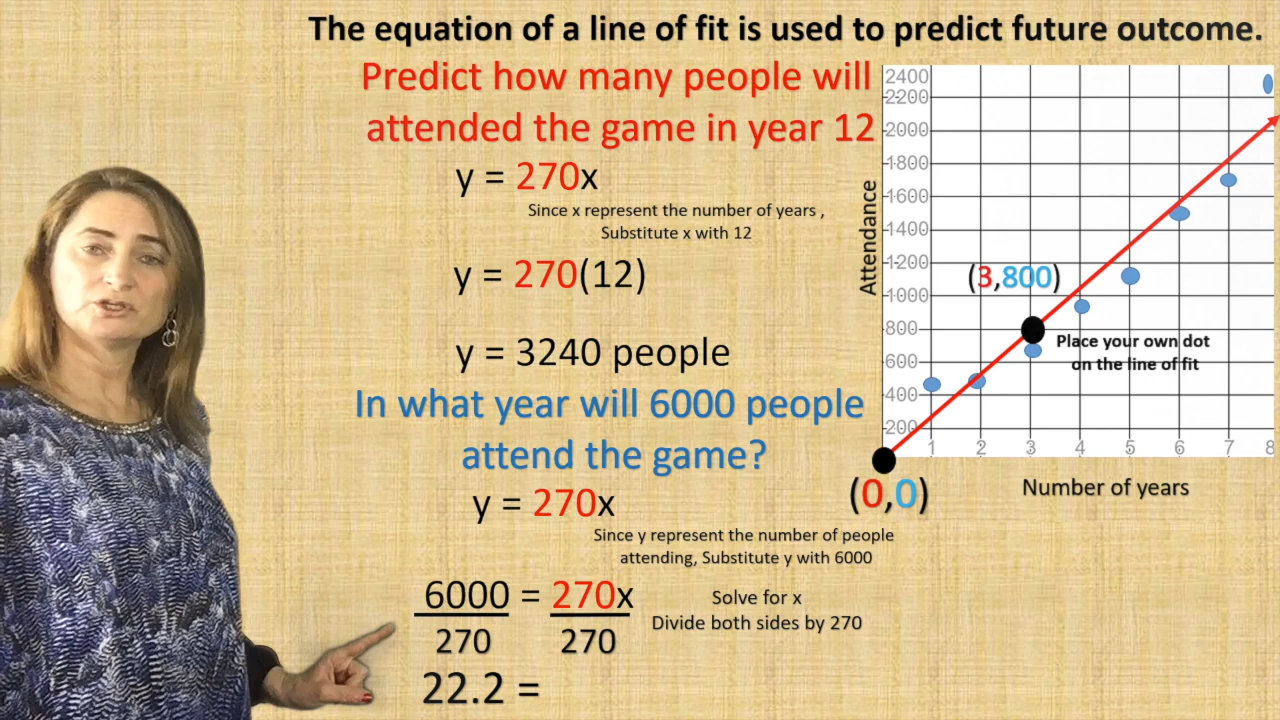 The equation of a line of fit is used to predict future outcome.
Predict how many people will
attended the game in year 12
y = 270x
Since x represent the number of years ,
Substitute x with 12
y = 270(12)
y = 3240 people
In what year will 6000 people
attend the game?
y = 270x
Since y represent the number of people
attending, Substitute y with 6000
6000 = 270x
270 270
Solve for x
Divide both sides by 270
22.2 =
Attendance
2400
2200
2000
1800
1600
1400
1200
1000
800
600
400
200
(3,800)
Place your own dot
on the line of fit
1 2 3 4 5 6 7 8
(0,0)
Number of years